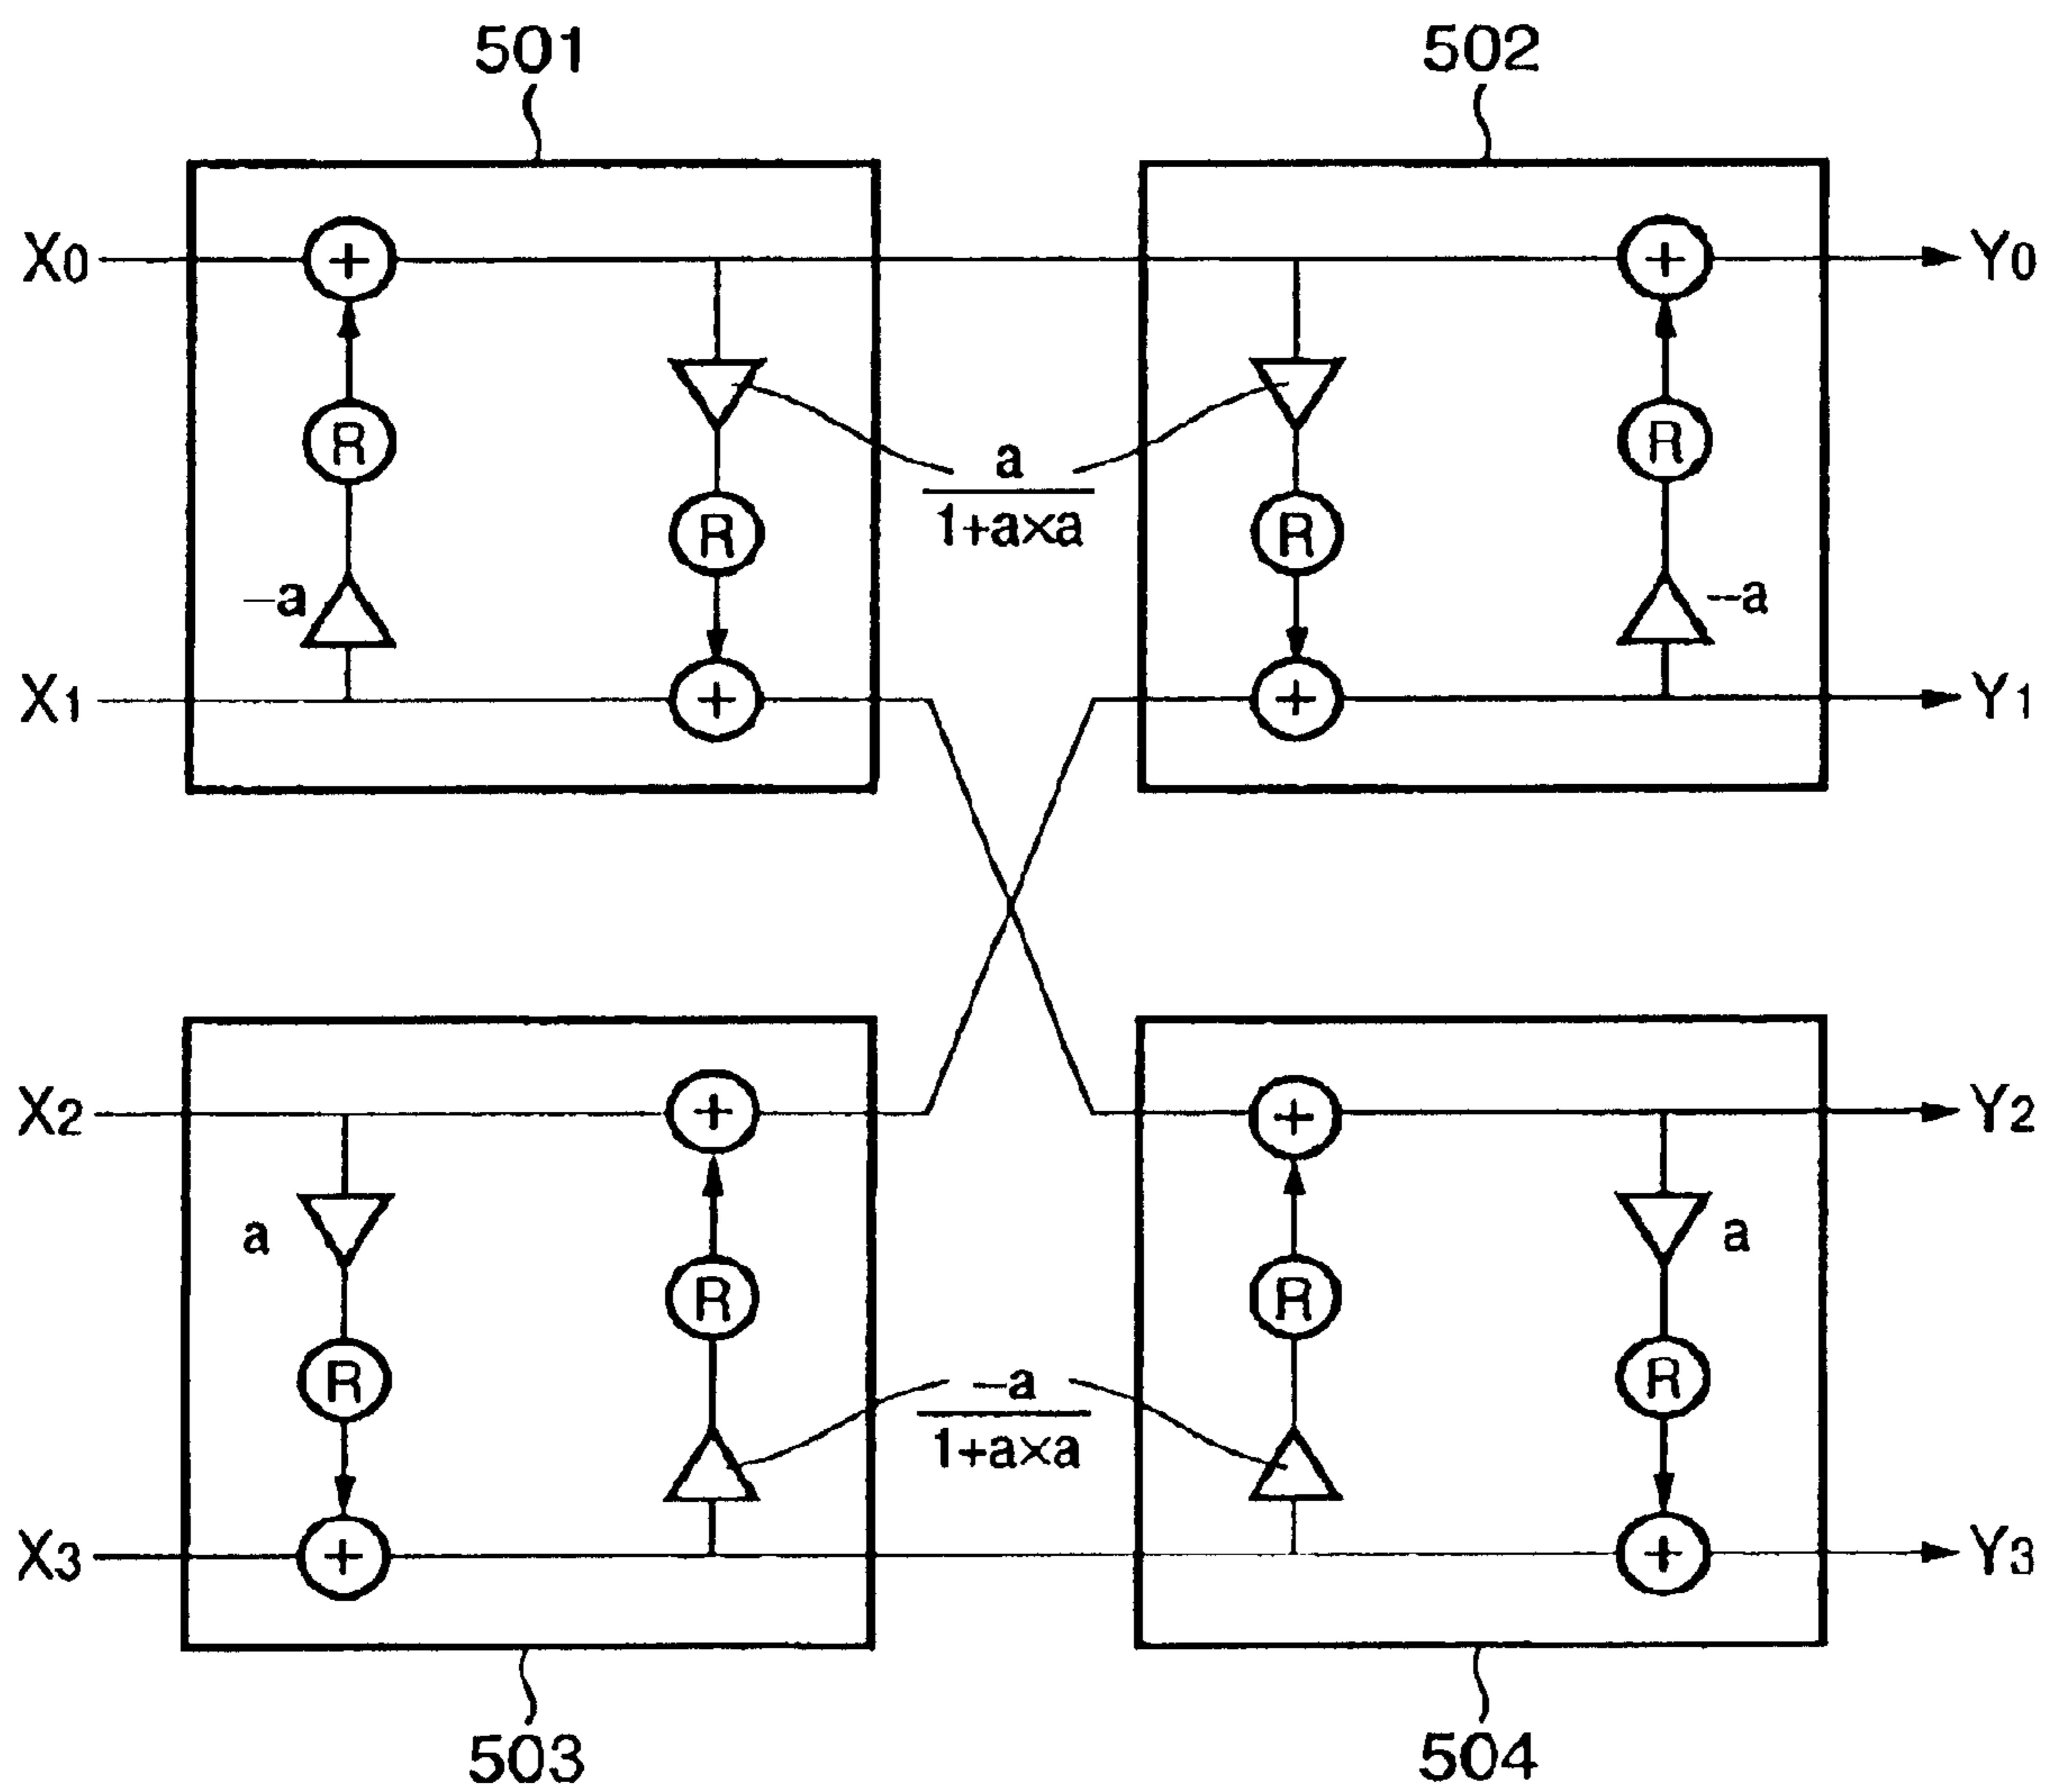 501
502
X0
+
+
Y0
R
R
a
1+a×a
R
R
–a
–a
X1
+
+
Y1
X2
+
+
Y2
a
a
R
R
R
R
–a
1+a×a
X3
+
+
Y3
503
504